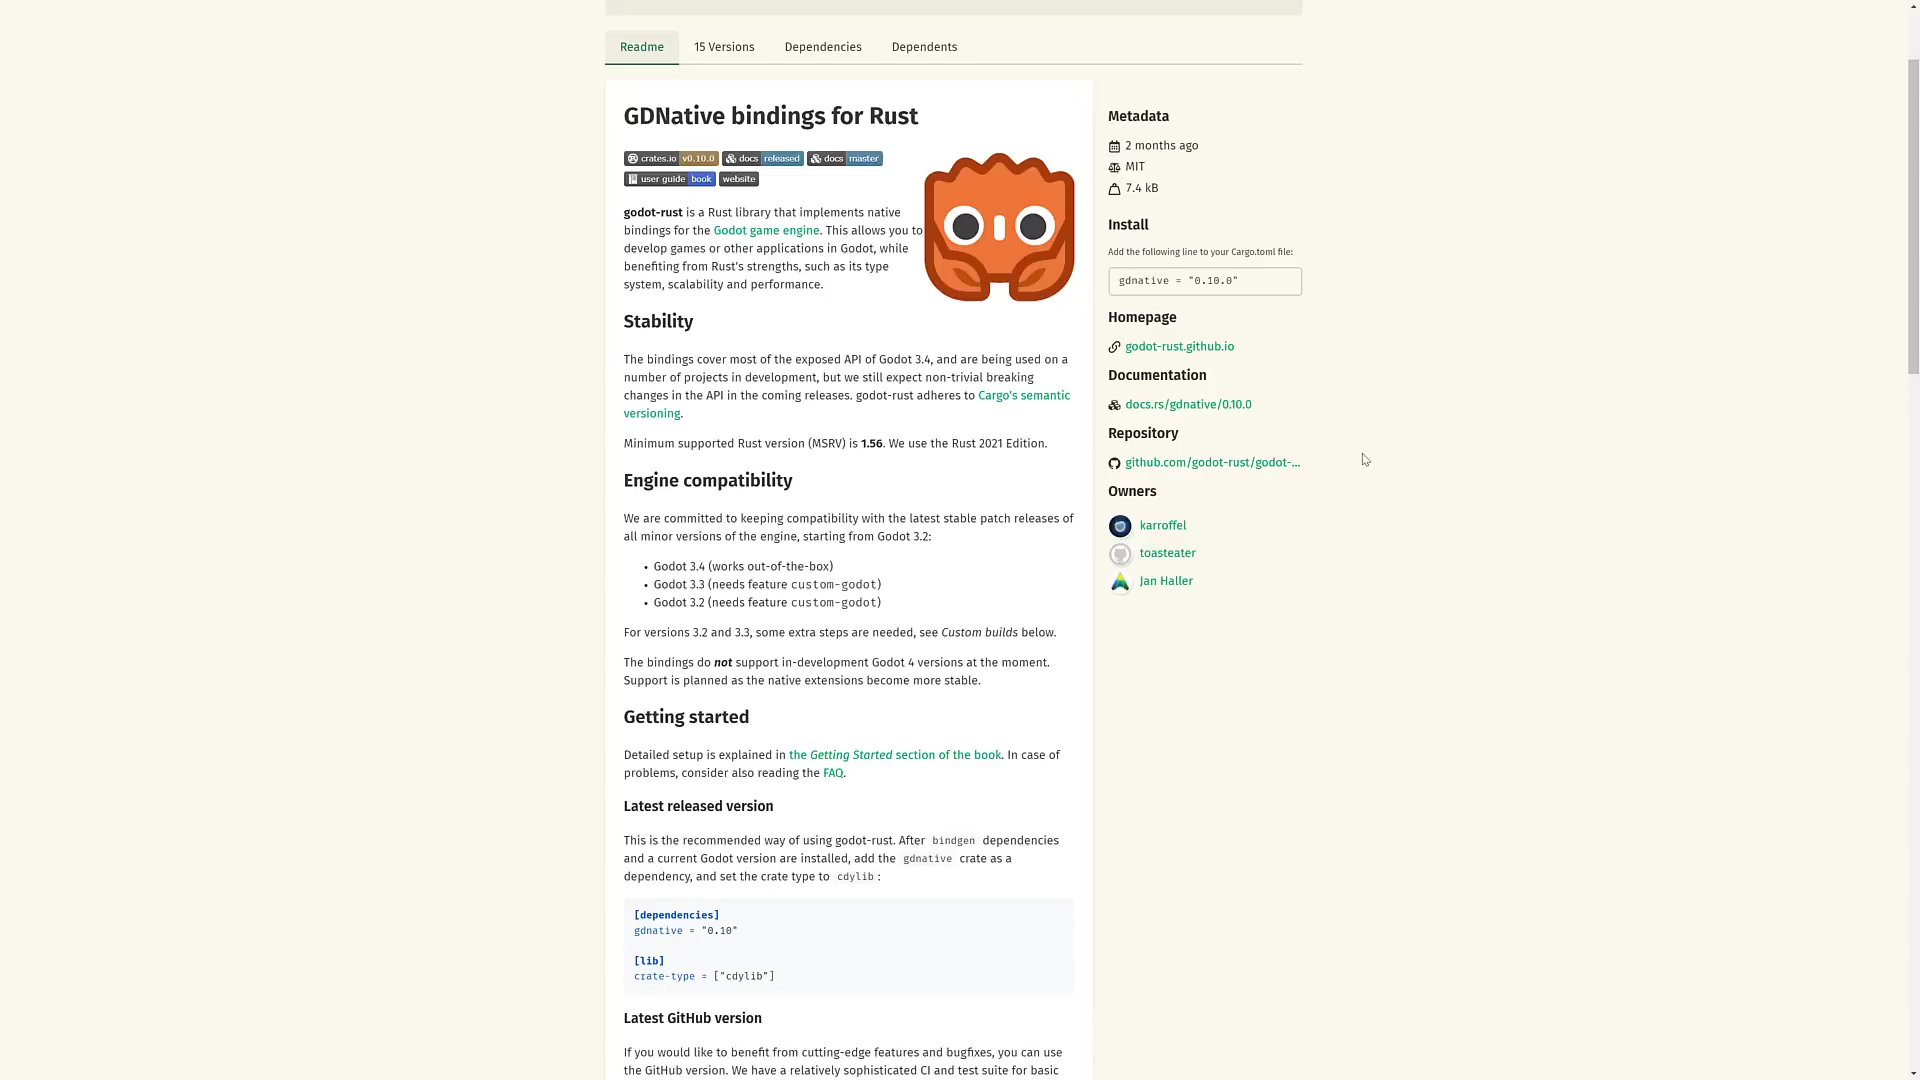 Readme 15 Versions Dependencies Dependents
GDNative bindings for Rust
crates.io v0.10.0 docs released docs master
user guide book website
godot-rust is a Rust library that implements native
bindings for the Godot game engine. This allows you to
develop games or other applications in Godot, while
benefiting from Rust's strengths, such as its type
system, scalability and performance.
Stability
The bindings cover most of the exposed API of Godot 3.4, and are being used on a
number of projects in development, but we still expect non-trivial breaking
changes in the API in the coming releases. godot-rust adheres to Cargo's semantic
versioning.
Minimum supported Rust version (MSRV) is 1.56. We use the Rust 2021 Edition.
Engine compatibility
We are committed to keeping compatibility with the latest stable patch releases of
all minor versions of the engine, starting from Godot 3.2:
• Godot 3.4 (works out-of-the-box)
• Godot 3.3 (needs feature custom-godot)
• Godot 3.2 (needs feature custom-godot)
For versions 3.2 and 3.3, some extra steps are needed, see Custom builds below.
The bindings do not support in-development Godot 4 versions at the moment.
Support is planned as the native extensions become more stable.
Getting started
Detailed setup is explained in the Getting Started section of the book. In case of
problems, consider also reading the FAQ.
Latest released version
This is the recommended way of using godot-rust. After bindgen dependencies
and a current Godot version are installed, add the gdnative crate as a
dependency, and set the crate type to cdylib :
[dependencies]
gdnative = "0.10"
[lib]
crate-type = ["cdylib"]
Latest GitHub version
If you would like to benefit from cutting-edge features and bugfixes, you can use
the GitHub version. We have a relatively sophisticated CI and test suite for basic
Metadata
2 months ago
MIT
7.4 kB
Install
Add the following line to your Cargo.toml file:
gdnative = "0.10.0"
Homepage
godot-rust.github.io
Documentation
docs.rs/gdnative/0.10.0
Repository
github.com/godot-rust/godot-...
Owners
karroffel
toasteater
Jan Haller